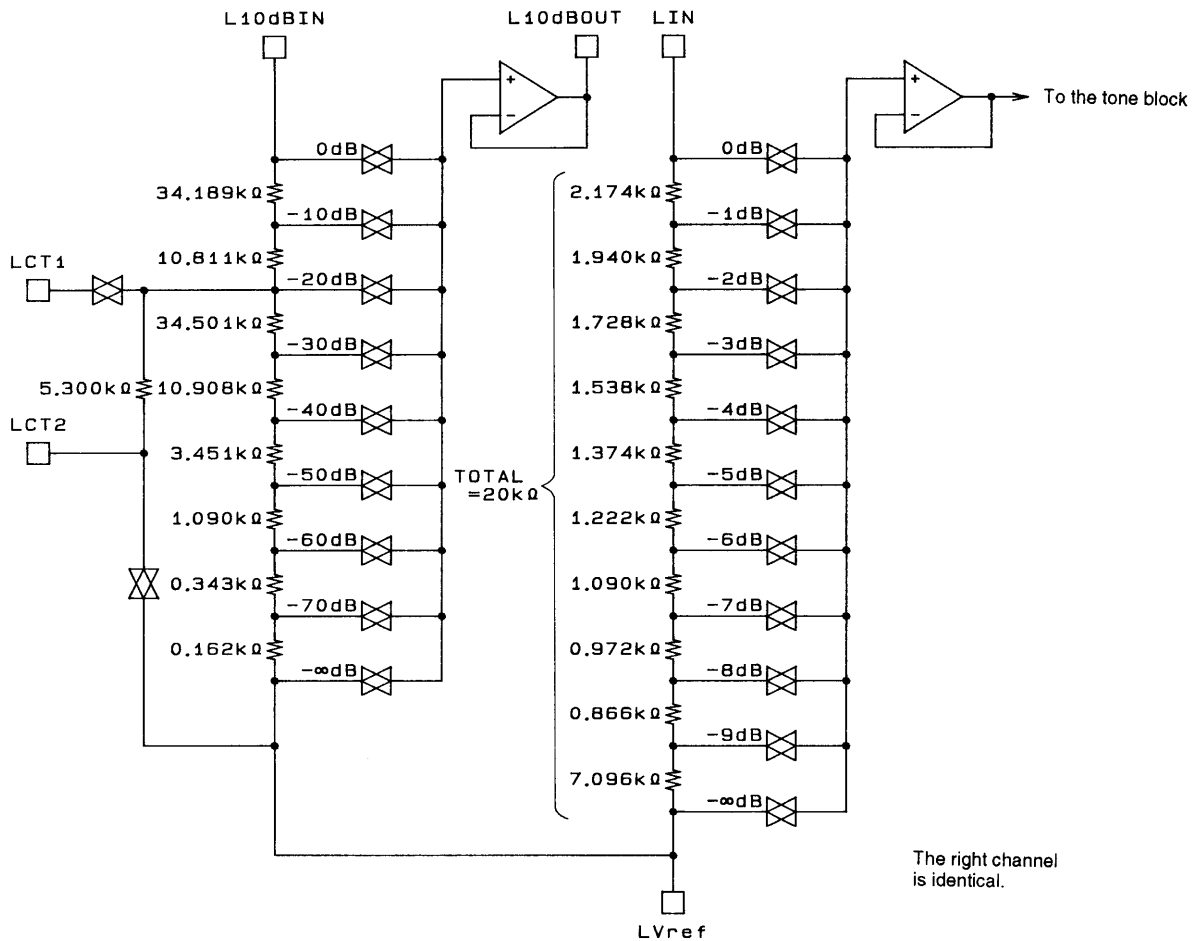 L10dBIN
L10dBOUT
LIN
To the tone block
0dB
34.189kΩ
-10dB
10.811kΩ
LCT1
-20dB
34.501kΩ
-30dB
5.300kΩ
10.908kΩ
-40dB
LCT2
3.451kΩ
-50dB
1.090kΩ
-60dB
0.343kΩ
-70dB
0.162kΩ
-∞dB
TOTAL
=20kΩ
0dB
2.174kΩ
-1dB
1.940kΩ
-2dB
1.728kΩ
-3dB
1.538kΩ
-4dB
1.374kΩ
-5dB
1.222kΩ
-6dB
1.090kΩ
-7dB
0.972kΩ
-8dB
0.866kΩ
-9dB
7.096kΩ
-∞dB
The right channel
is identical.
LVref